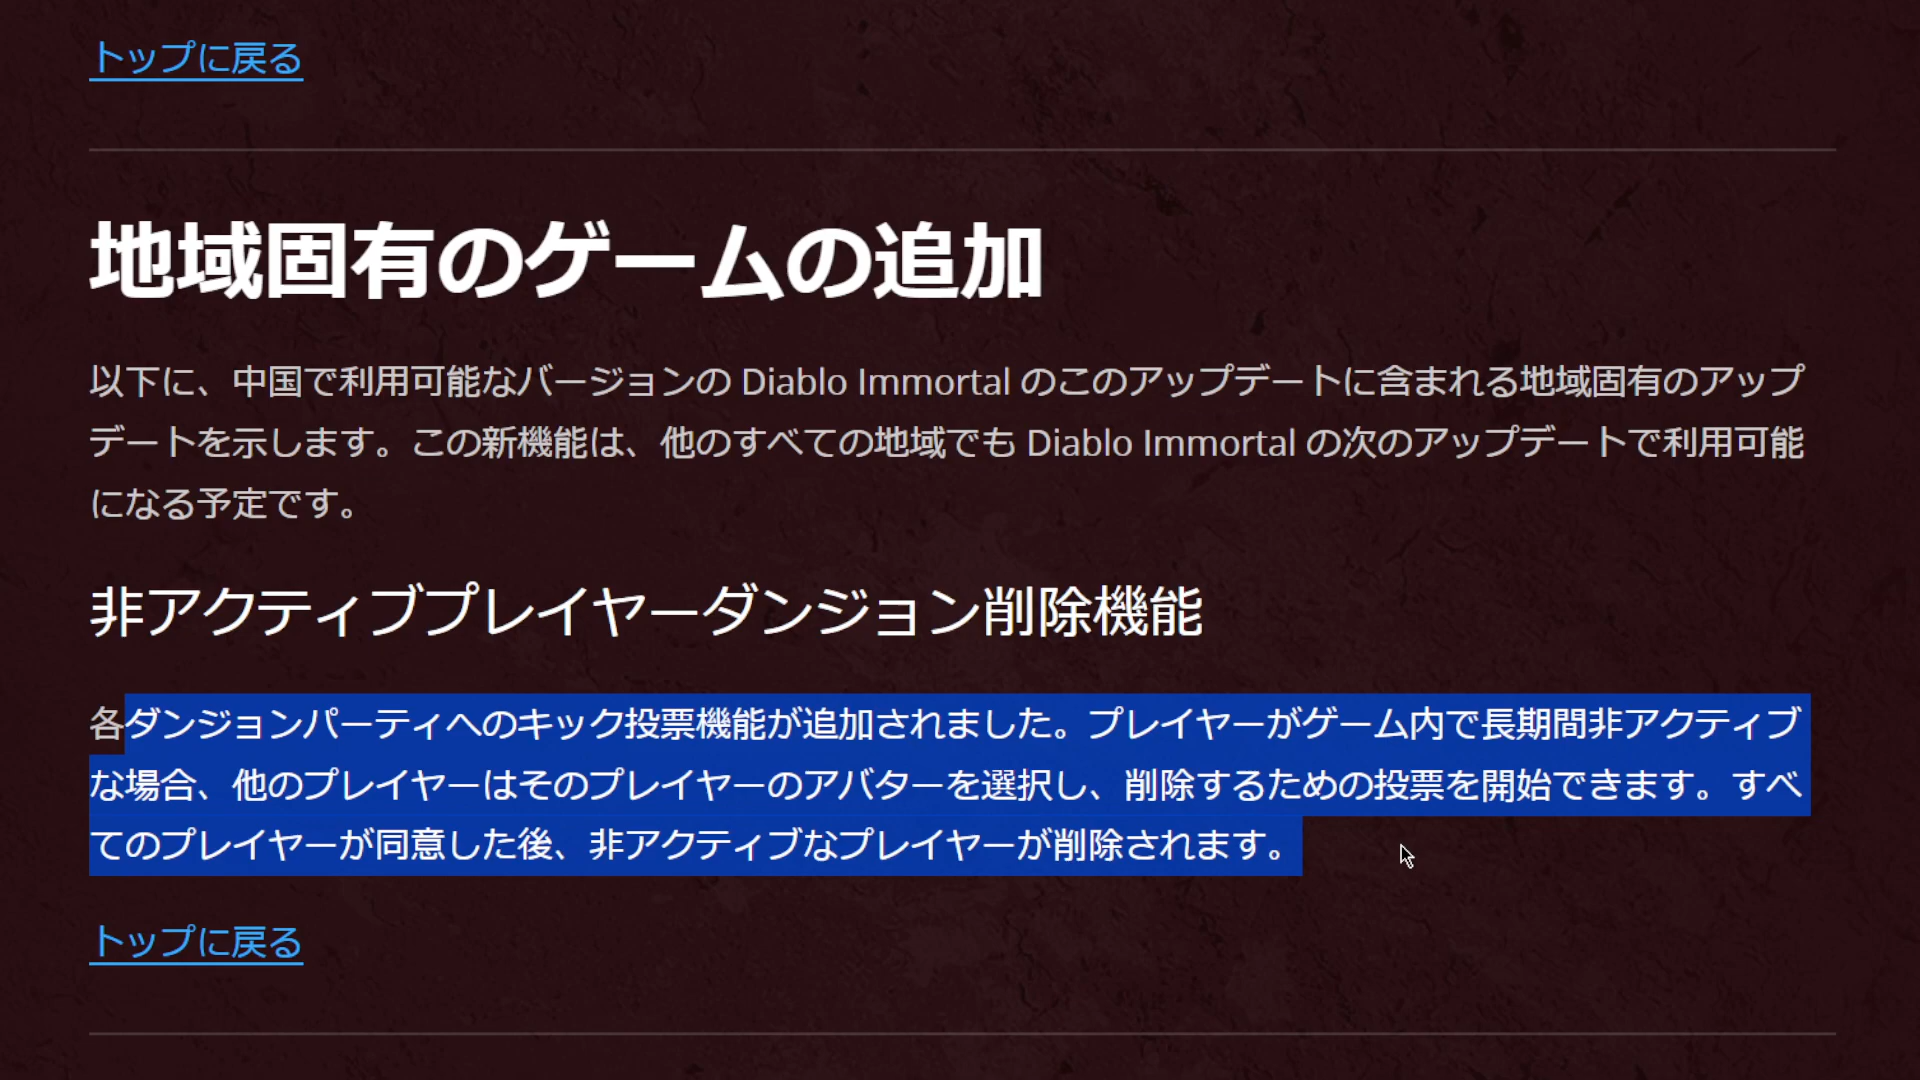 トップに戻る
地域固有のゲームの追加
以下に、中国で利用可能なバージョンの Diablo Immortal のこのアップデートに含まれる地域固有のアップ
デートを示します。この新機能は、他のすべての地域でも Diablo Immortal の次のアップデートで利用可能
になる予定です。
非アクティブプレイヤーダンジョン削除機能
各ダンジョンパーティへのキック投票機能が追加されました。プレイヤーがゲーム内で長期間非アクティブ
な場合、他のプレイヤーはそのプレイヤーのアバターを選択し、削除するための投票を開始できます。すべ
てのプレイヤーが同意した後、非アクティブなプレイヤーが削除されます。
トップに戻る